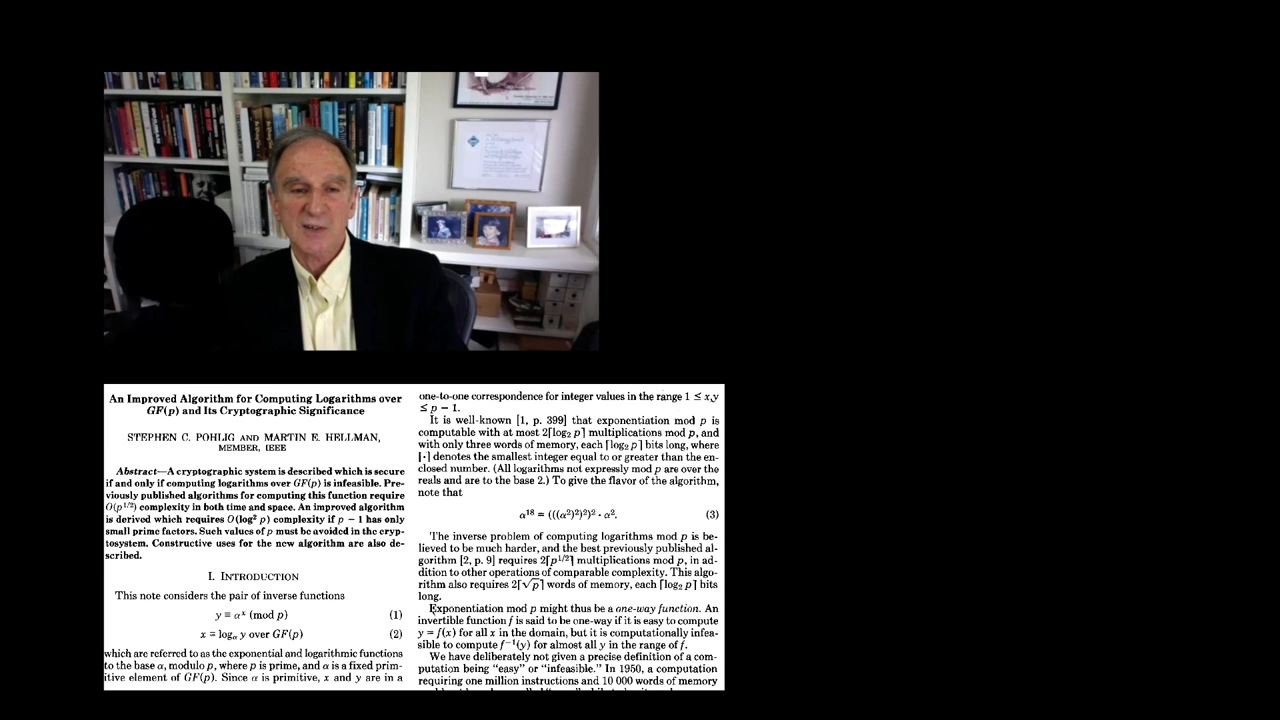 An Improved Algorithm for Computing Logarithms over
GF(p) and Its Cryptographic Significance
STEPHEN C. POHLIG AND MARTIN E. HELLMAN,
MEMBER, IEEE
Abstract—A cryptographic system is described which is secure
if and only if computing logarithms over GF(p) is infeasible. Pre-
viously published algorithms for computing this function require
O(p^{1/2}) complexity in both time and space. An improved algorithm
is derived which requires O(log² p) complexity if p − 1 has only
small prime factors. Such values of p must be avoided in the cryp-
tosystem. Constructive uses for the new algorithm are also de-
scribed.
I. INTRODUCTION
This note considers the pair of inverse functions
y ≡ α^x (mod p) (1)
x ≡ log_α y over GF(p) (2)
which are referred to as the exponential and logarithmic functions
to the base α, modulo p, where p is prime, and α is a fixed prim-
itive element of GF(p). Since α is primitive, x and y are in a
one-to-one correspondence for integer values in the range 1 ≤ x,y
≤ p − 1.
It is well-known [1, p. 399] that exponentiation mod p is
computable with at most 2⌈log₂ p⌉ multiplications mod p, and
with only three words of memory, each ⌈log₂ p⌉ bits long, where
⌈·⌉ denotes the smallest integer equal to or greater than the en-
closed number. (All logarithms not expressly mod p are over the
reals and are to the base 2.) To give the flavor of the algorithm,
note that
α¹⁸ = (((α²)²)²)² · α². (3)
The inverse problem of computing logarithms mod p is be-
lieved to be much harder, and the best previously published al-
gorithm [2, p. 9] requires 2⌈p^{1/2}⌉ multiplications mod p, in ad-
dition to other operations of comparable complexity. This algo-
rithm also requires 2⌈√p⌉ words of memory, each ⌈log₂ p⌉ bits
long.
Exponentiation mod p might thus be a one-way function. An
invertible function f is said to be one-way if it is easy to compute
y = f(x) for all x in the domain, but it is computationally infea-
sible to compute f⁻¹(y) for almost all y in the range of f.
We have deliberately not given a precise definition of a com-
putation being "easy" or "infeasible." In 1950, a computation
requiring one million instructions and 10 000 words of memory